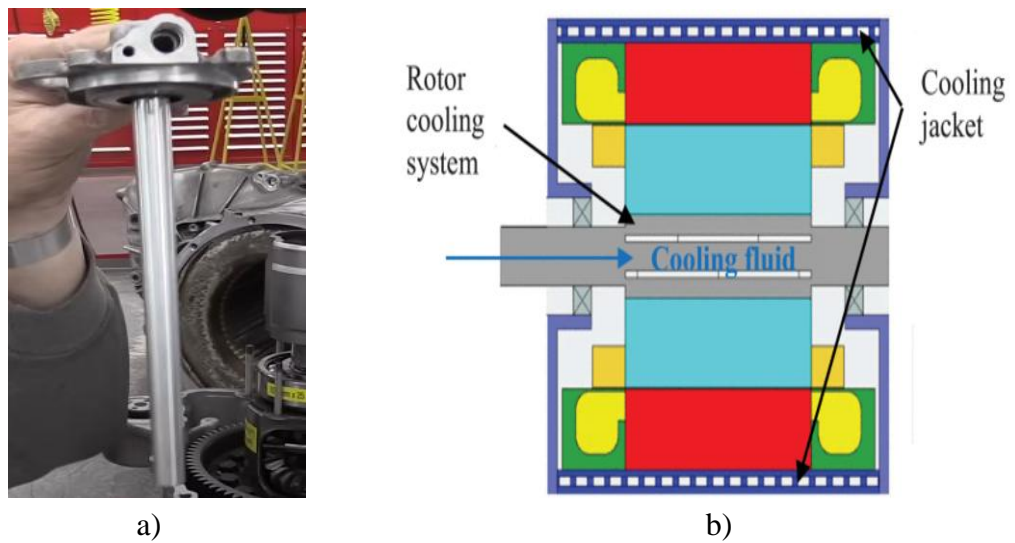 Rotor
cooling
system
Cooling fluid
Cooling
jacket
a)
b)